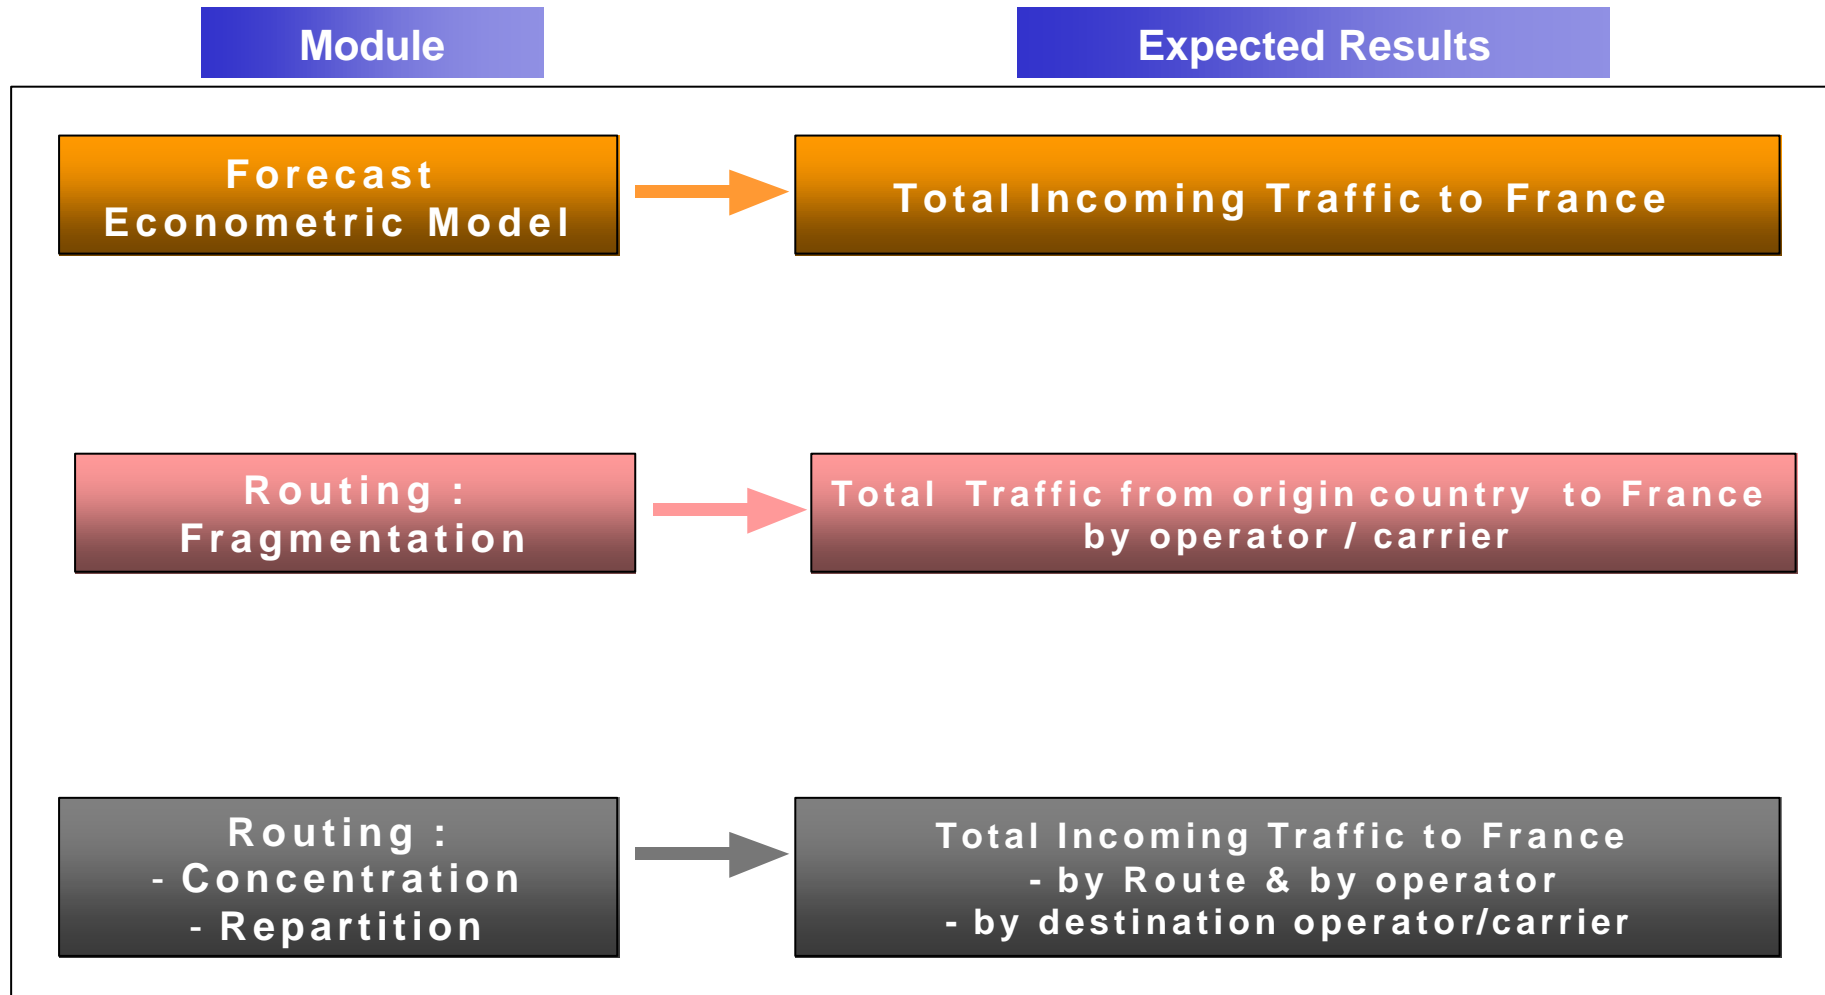 Module
Expected Results
Forecast
Econometric Model
Total Incoming Traffic to France
Routing :
Fragmentation
Total Traffic from origin country to France
by operator / carrier
Routing :
- Concentration
- Repartition
Total Incoming Traffic to France
- by Route & by operator
- by destination operator/carrier